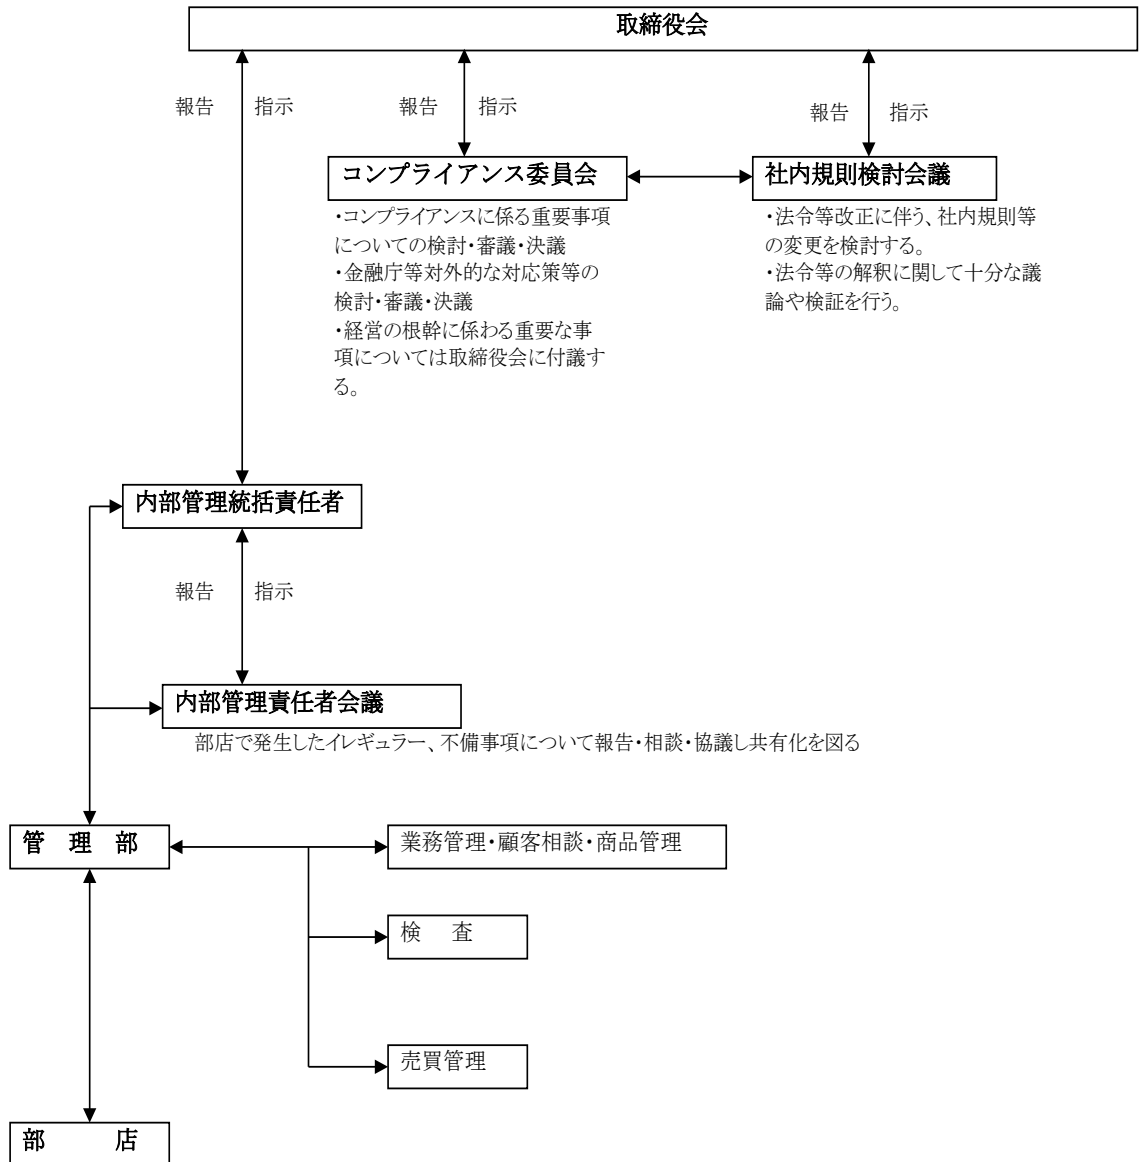 取締役会
報告 指示 報告 指示 報告 指示
コンプライアンス委員会
・コンプライアンスに係る重要事項
についての検討・審議・決議
・金融庁等対外的な対応策等の
検討・審議・決議
・経営の根幹に係わる重要な事
項については取締役会に付議す
る。
社内規則検討会議
・法令等改正に伴う、社内規則等
の変更を検討する。
・法令等の解釈に関して十分な議
論や検証を行う。
内部管理統括責任者
報告 指示
内部管理責任者会議
部店で発生したイレギュラー、不備事項について報告・相談・協議し共有化を図る
管 理 部
業務管理・顧客相談・商品管理
検 査
売買管理
部 店